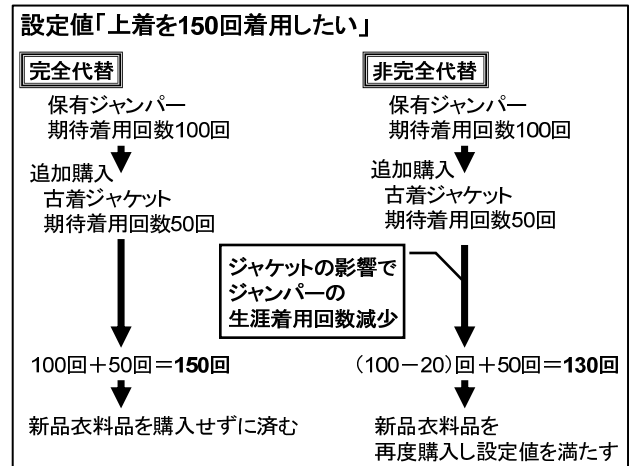 設定値「上着を150回着用したい」
完全代替
保有ジャンパー
期待着用回数100回
追加購入
古着ジャケット
期待着用回数50回
100回+50回=150回
新品衣料品を購入せずに済む
非完全代替
保有ジャンパー
期待着用回数100回
追加購入
古着ジャケット
期待着用回数50回
ジャケットの影響で
ジャンパーの
生涯着用回数減少
(100-20)回+50回=130回
新品衣料品を
再度購入し設定値を満たす